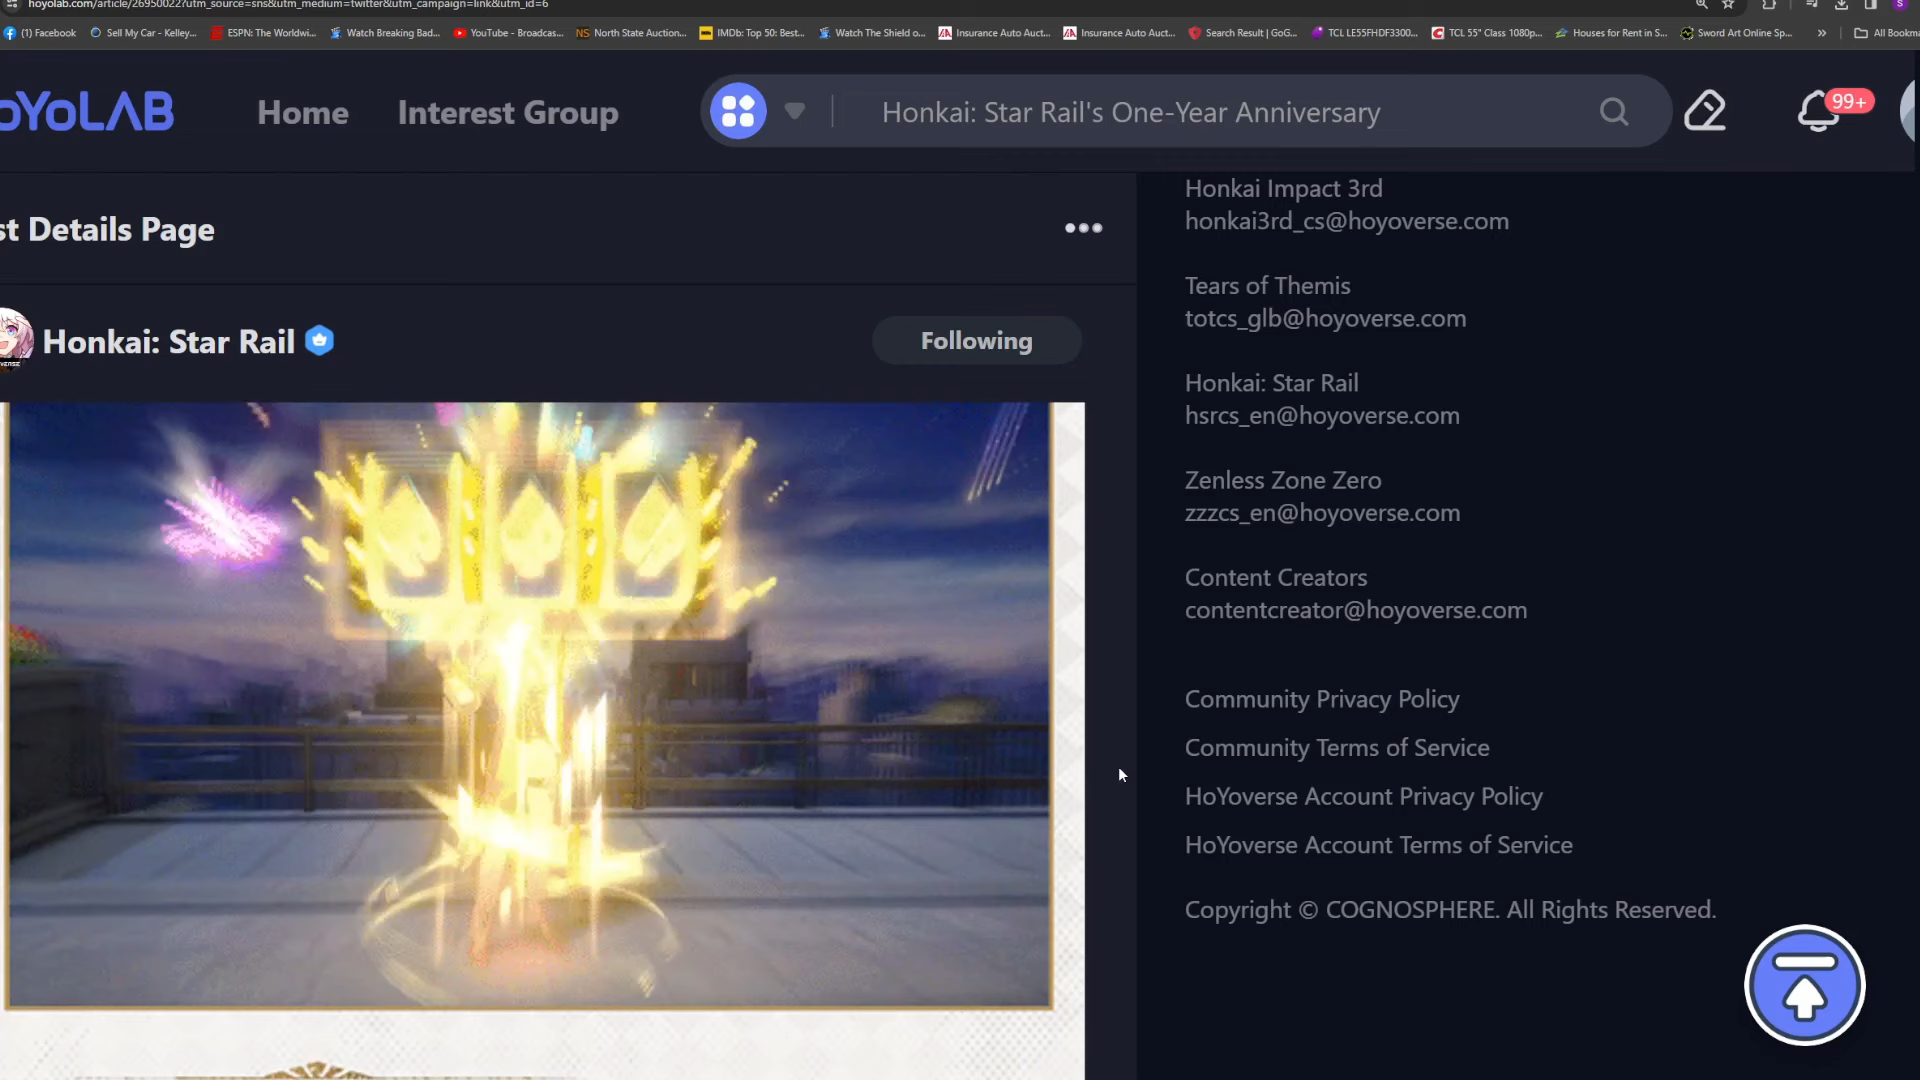 hoyolab.com/article/26950022?utm_source=sns&utm_medium=twitter&utm_campaign=link&utm_id=6
(1) Facebook
Sell My Car - Kelley...
ESPN: The Worldwi...
Watch Breaking Bad...
YouTube - Broadcas...
NS North State Auction...
IMDb: Top 50: Best...
Watch The Shield o...
IAA Insurance Auto Auct...
IAA Insurance Auto Auct...
Search Result | GoG...
TCL LE55FHDF3300...
TCL 55" Class 1080p...
Houses for Rent in S...
Sword Art Online Sp...
»
All Bookma
oYoLAB
Home
Interest Group
Honkai: Star Rail's One-Year Anniversary
99+
st Details Page
Honkai: Star Rail
Following
Honkai Impact 3rd
honkai3rd_cs@hoyoverse.com
Tears of Themis
totcs_glb@hoyoverse.com
Honkai: Star Rail
hsrcs_en@hoyoverse.com
Zenless Zone Zero
zzzcs_en@hoyoverse.com
Content Creators
contentcreator@hoyoverse.com
Community Privacy Policy
Community Terms of Service
HoYoverse Account Privacy Policy
HoYoverse Account Terms of Service
Copyright © COGNOSPHERE. All Rights Reserved.